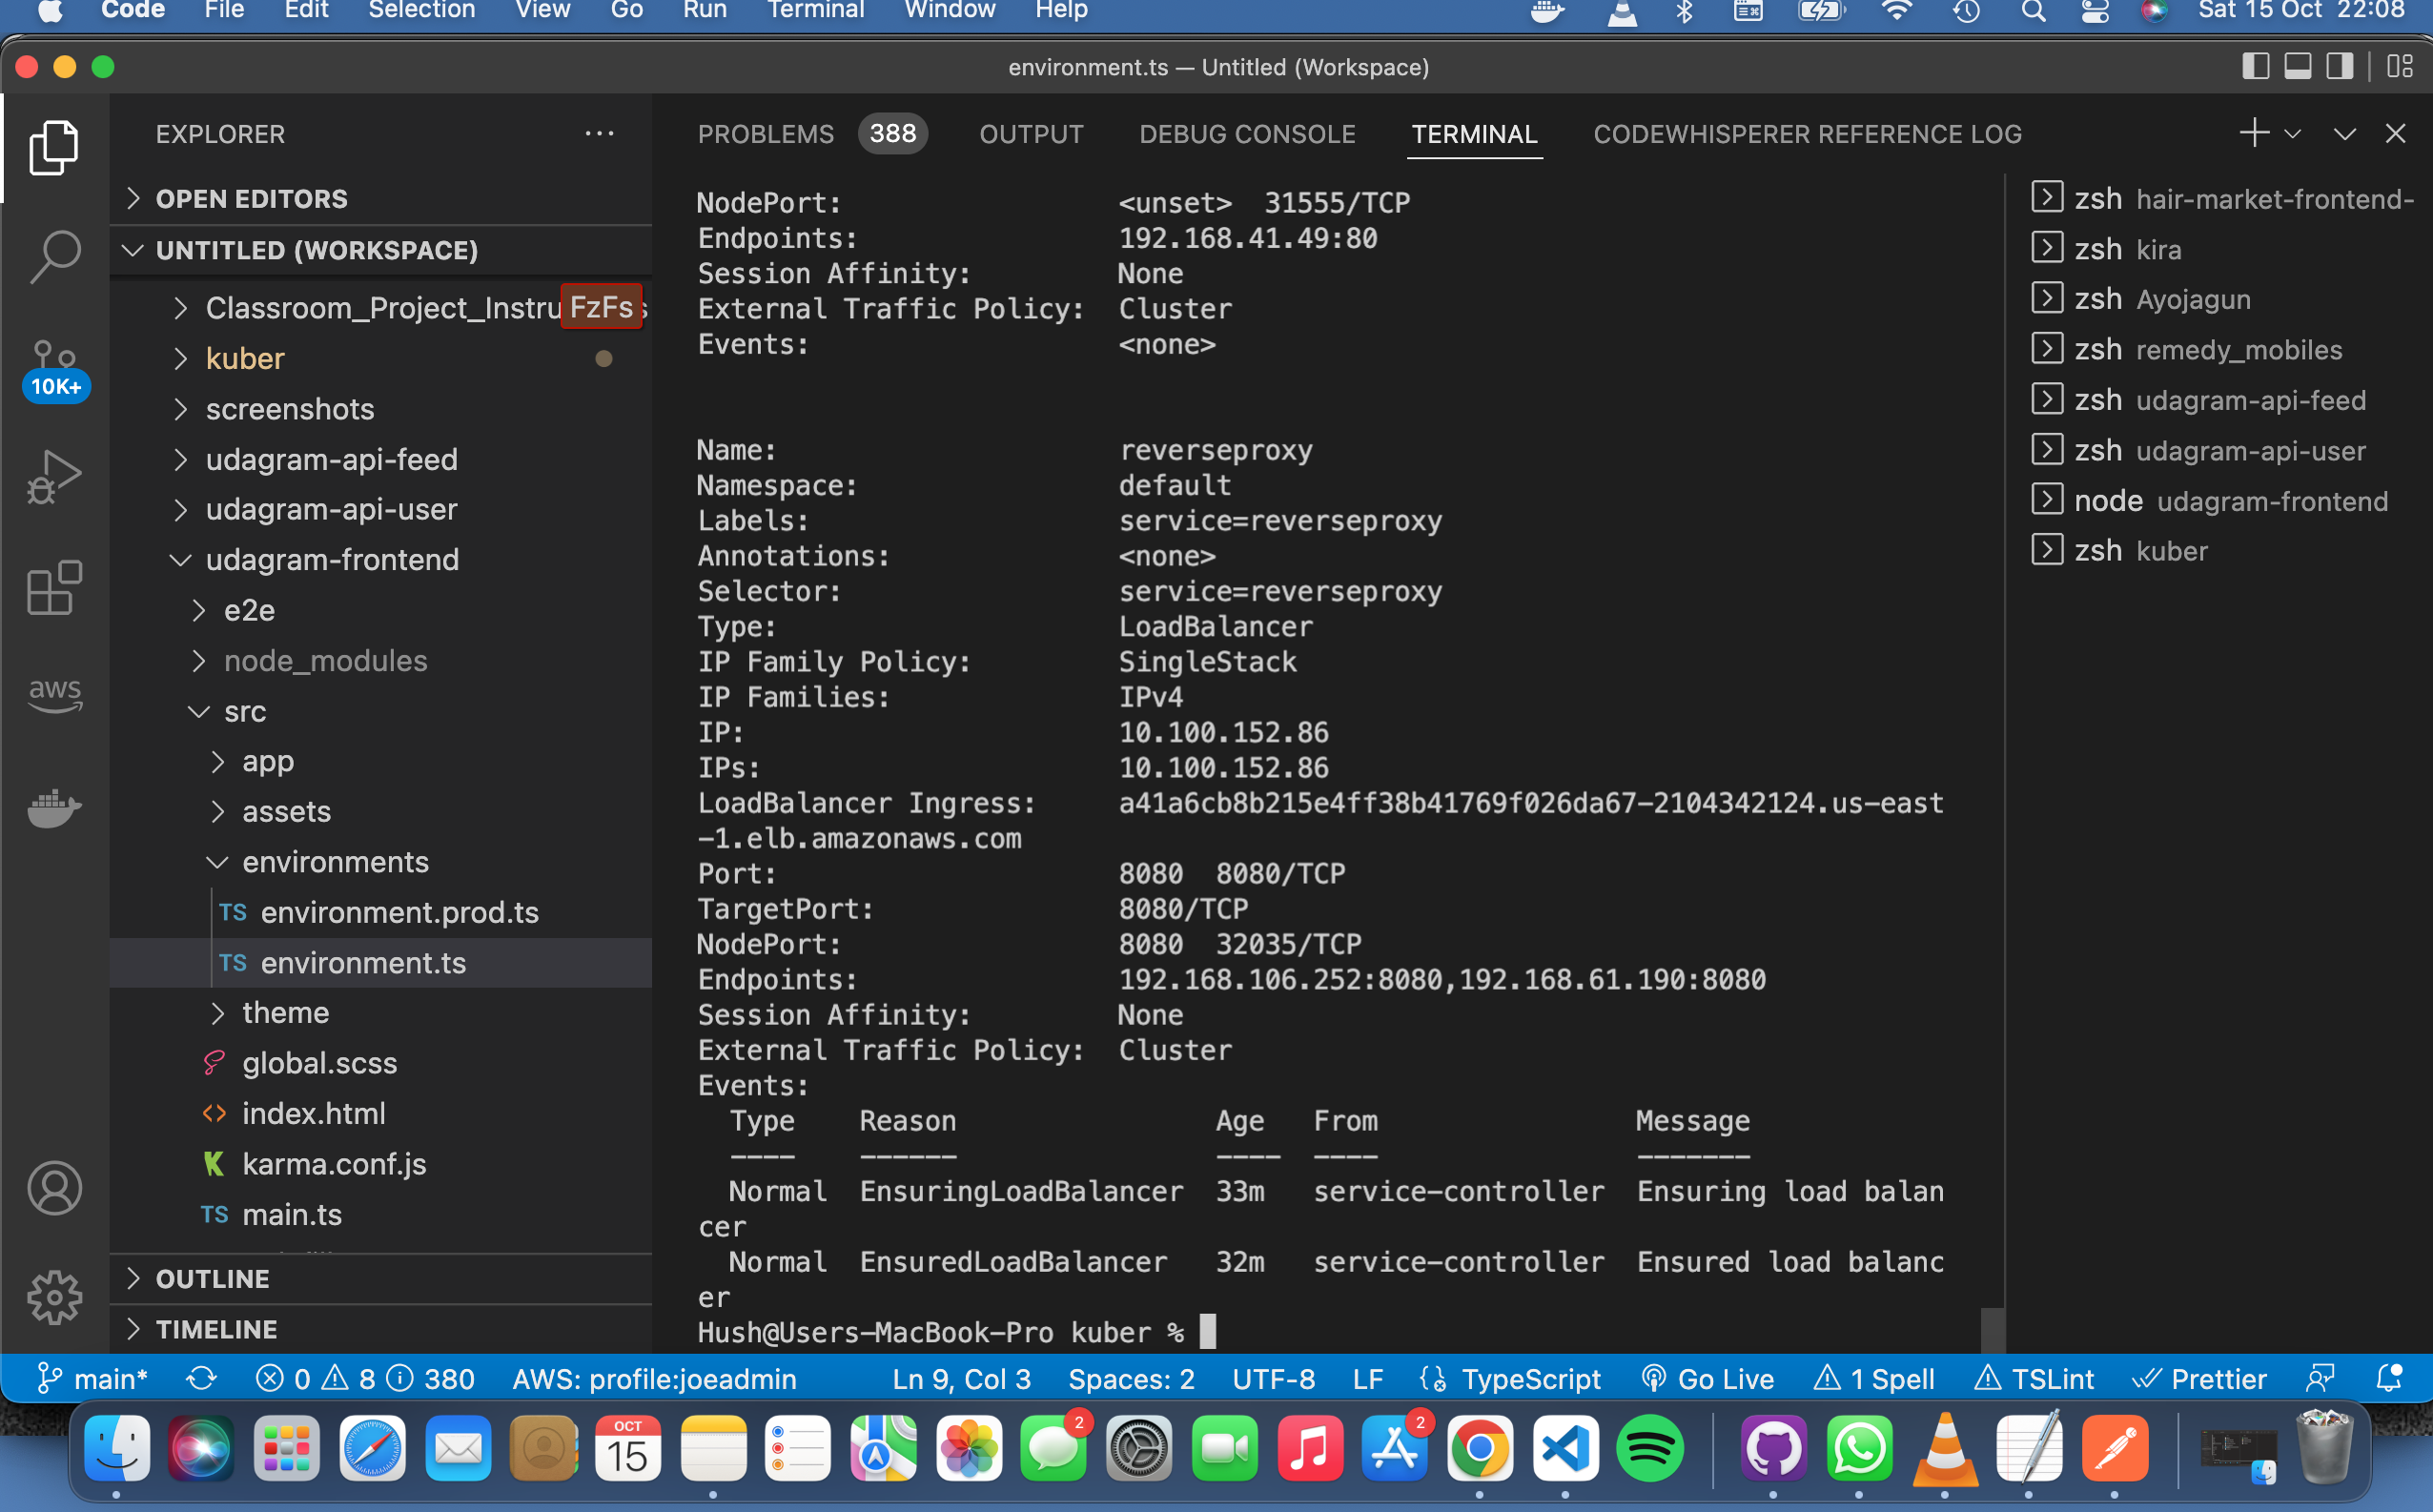 Code File Edit Selection View Go Run Terminal Window Help Sat 15 Oct 22:08
environment.ts — Untitled (Workspace)
EXPLORER
OPEN EDITORS
UNTITLED (WORKSPACE)
Classroom_Project_Instru FzFs s
kuber
screenshots
udagram-api-feed
udagram-api-user
udagram-frontend
e2e
node_modules
src
app
assets
environments
TS environment.prod.ts
TS environment.ts
theme
global.scss
index.html
karma.conf.js
TS main.ts
OUTLINE
TIMELINE
10K+
aws
PROBLEMS 388 OUTPUT DEBUG CONSOLE TERMINAL CODEWHISPERER REFERENCE LOG
NodePort: <unset> 31555/TCP
Endpoints: 192.168.41.49:80
Session Affinity: None
External Traffic Policy: Cluster
Events: <none>
Name: reverseproxy
Namespace: default
Labels: service=reverseproxy
Annotations: <none>
Selector: service=reverseproxy
Type: LoadBalancer
IP Family Policy: SingleStack
IP Families: IPv4
IP: 10.100.152.86
IPs: 10.100.152.86
LoadBalancer Ingress: a41a6cb8b215e4ff38b41769f026da67-2104342124.us-east
-1.elb.amazonaws.com
Port: 8080 8080/TCP
TargetPort: 8080/TCP
NodePort: 8080 32035/TCP
Endpoints: 192.168.106.252:8080,192.168.61.190:8080
Session Affinity: None
External Traffic Policy: Cluster
Events:
Type Reason Age From Message
---- ------ ---- ---- -------
Normal EnsuringLoadBalancer 33m service-controller Ensuring load balan
cer
Normal EnsuredLoadBalancer 32m service-controller Ensured load balanc
er
Hush@Users-MacBook-Pro kuber %
zsh hair-market-frontend-
zsh kira
zsh Ayojagun
zsh remedy_mobiles
zsh udagram-api-feed
zsh udagram-api-user
node udagram-frontend
zsh kuber
main* 0 8 380 AWS: profile:joeadmin Ln 9, Col 3 Spaces: 2 UTF-8 LF TypeScript Go Live 1 Spell TSLint Prettier
OCT
15
2
2